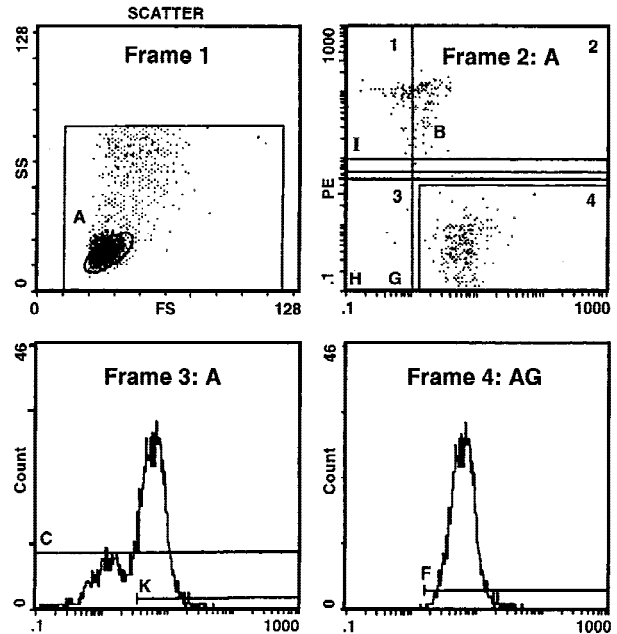 SCATTER
128
Frame 1
SS
A
0
0 FS 128
1000
1 2
Frame 2: A
B
I
PE
3 4
H G
.1
.1 1000
46
Frame 3: A
Count
C
K
0
.1 1000
46
Frame 4: AG
Count
F
0
.1 1000